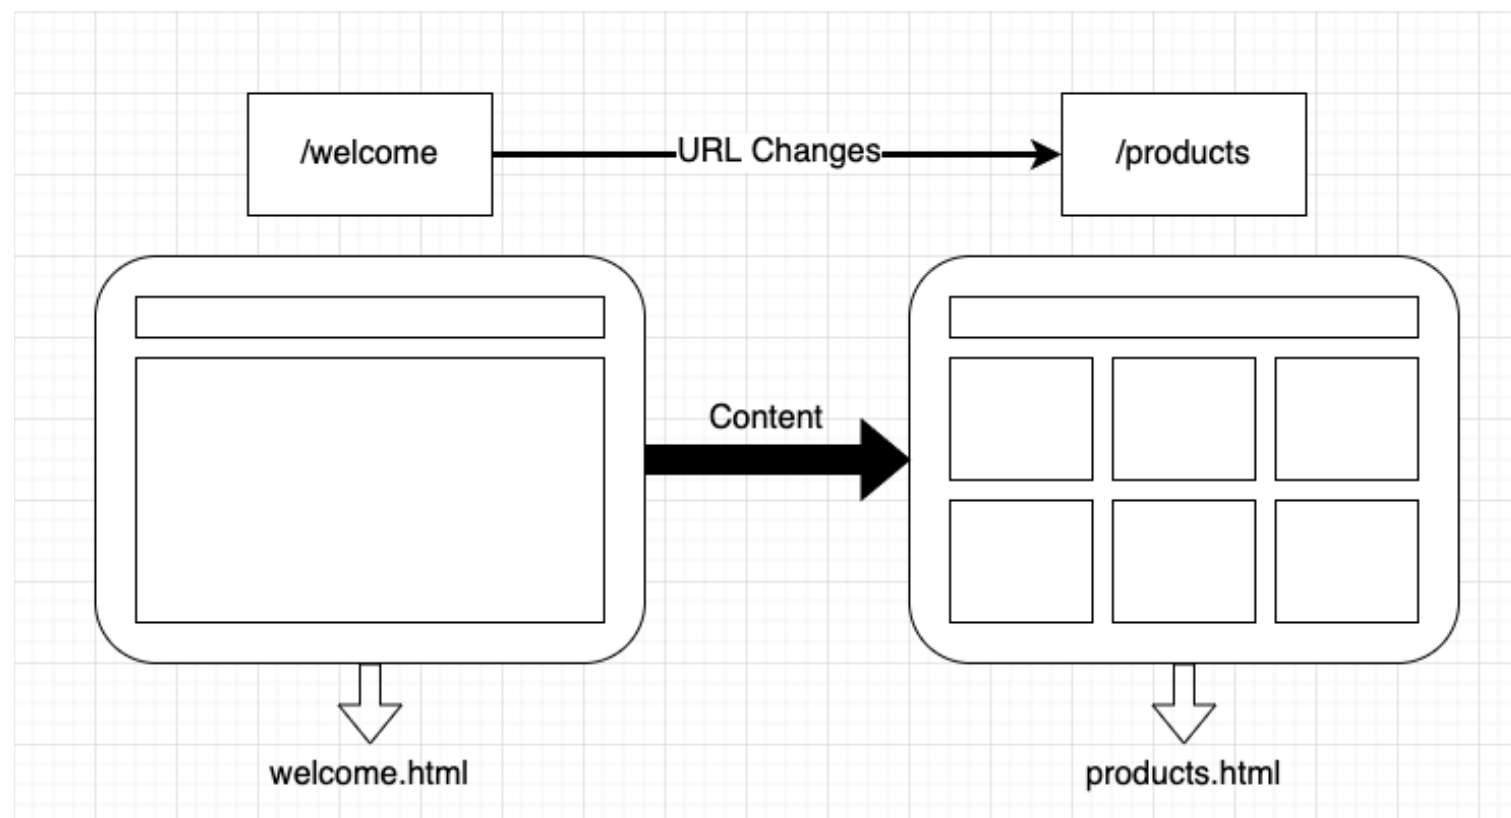 /welcome
URL Changes
/products
Content
welcome.html
products.html